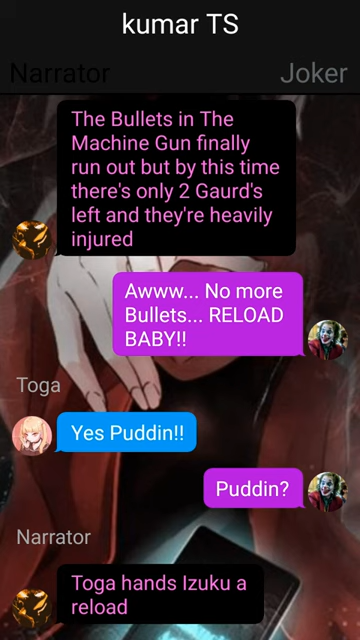 kumar TS
Narrator
Joker
The Bullets in The
Machine Gun finally
run out but by this time
there's only 2 Gaurd's
left and they're heavily
injured
Awww... No more
Bullets... RELOAD
BABY!!
Toga
Yes Puddin!!
Puddin?
Narrator
Toga hands Izuku a
reload